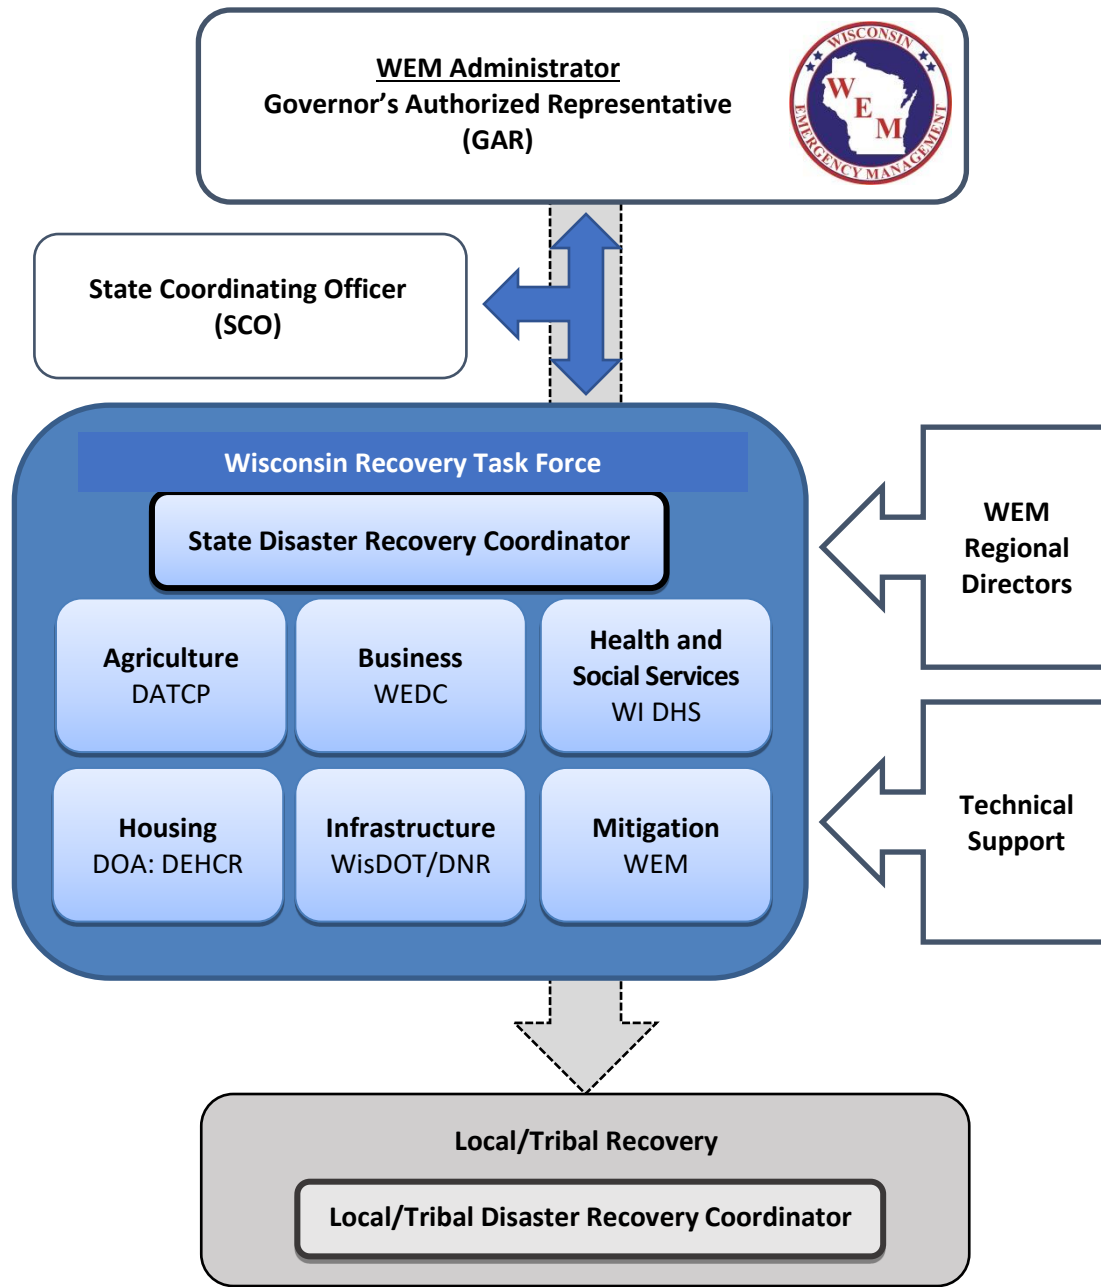 WEM Administrator
Governor’s Authorized Representative
(GAR)
WISCONSIN
EMERGENCY MANAGEMENT
W
E
M
State Coordinating Officer
(SCO)
Wisconsin Recovery Task Force
State Disaster Recovery Coordinator
Agriculture
DATCP
Business
WEDC
Health and
Social Services
WI DHS
Housing
DOA: DEHCR
Infrastructure
WisDOT/DNR
Mitigation
WEM
WEM
Regional
Directors
Technical
Support
Local/Tribal Recovery
Local/Tribal Disaster Recovery Coordinator